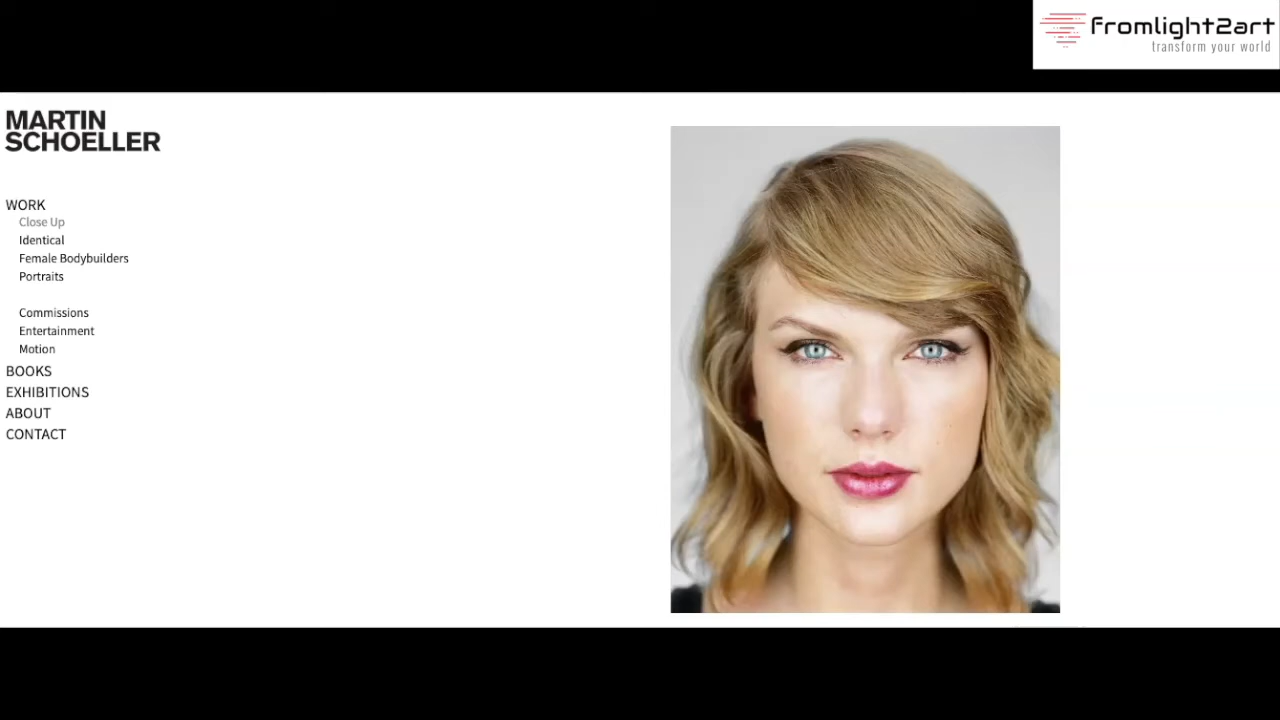 fromlight2art
transform your world
MARTIN
SCHOELLER
WORK
Close Up
Identical
Female Bodybuilders
Portraits
Commissions
Entertainment
Motion
BOOKS
EXHIBITIONS
ABOUT
CONTACT